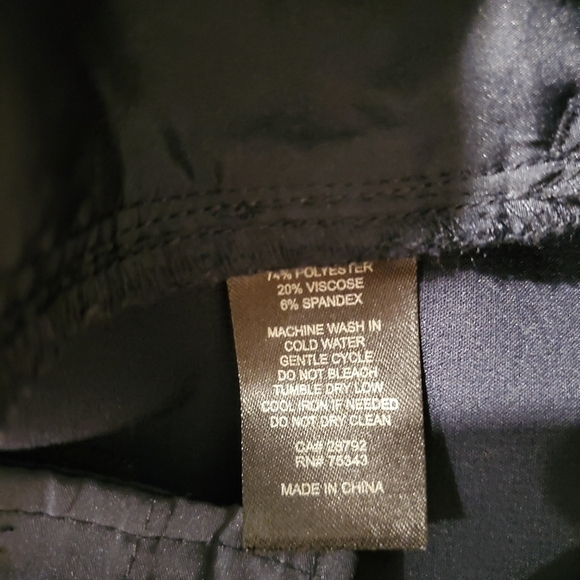 74% POLYESTER
20% VISCOSE
6% SPANDEX
MACHINE WASH IN
COLD WATER
GENTLE CYCLE
DO NOT BLEACH
TUMBLE DRY LOW
COOL IRON IF NEEDED
DO NOT DRY CLEAN
CA# 28792
RN# 75343
MADE IN CHINA